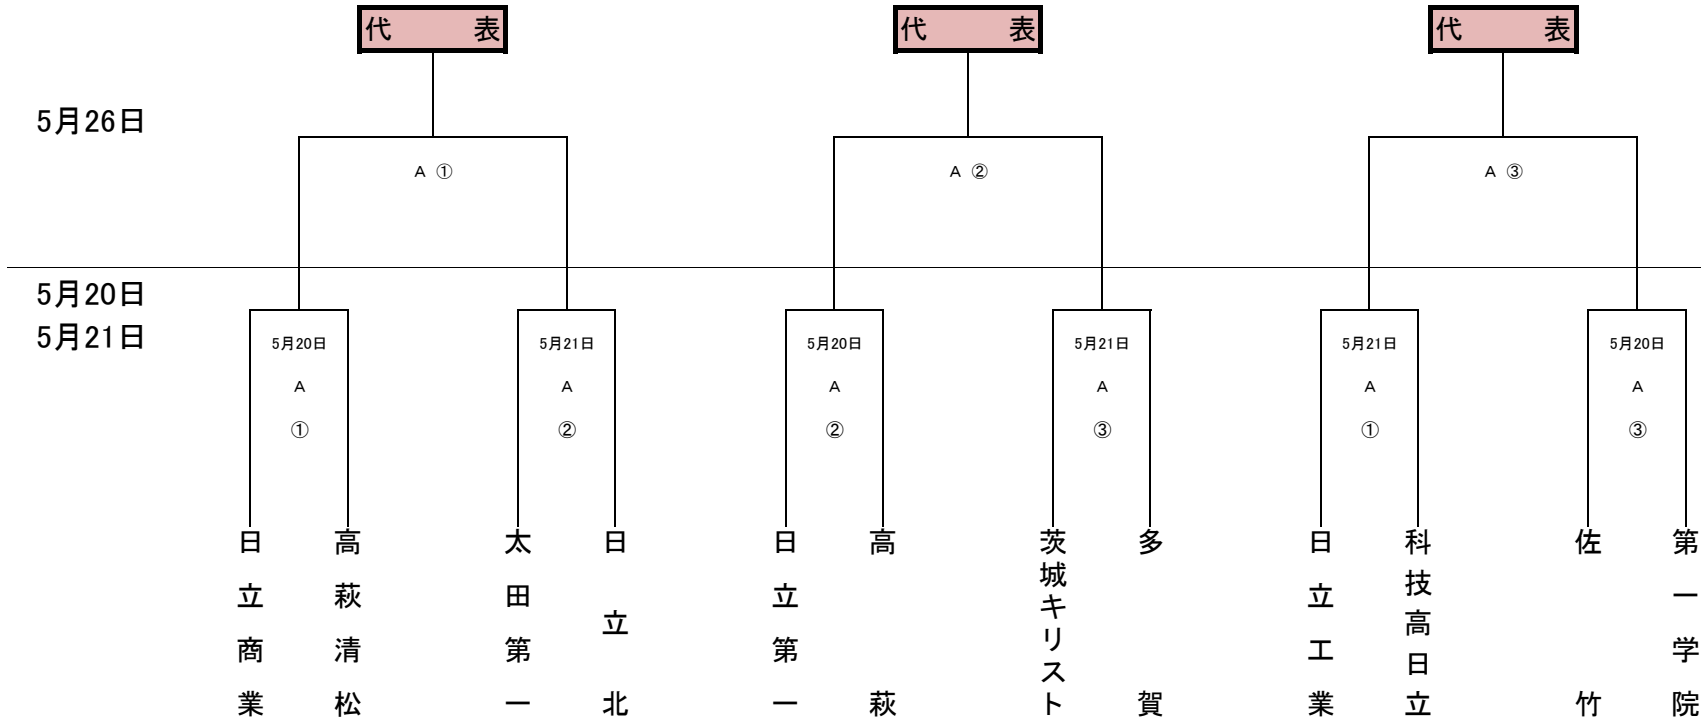 代 表
代 表
代 表
5月26日
A ①
A ②
A ③
5月20日
5月21日
5月20日
A
①
5月21日
A
②
5月20日
A
②
5月21日
A
③
5月21日
A
①
5月20日
A
③
日立商業
高萩清松
太田第一
日立北
日立第一
高萩
茨城キリスト
多賀
日立工業
科技高日立
佐竹
第一学院